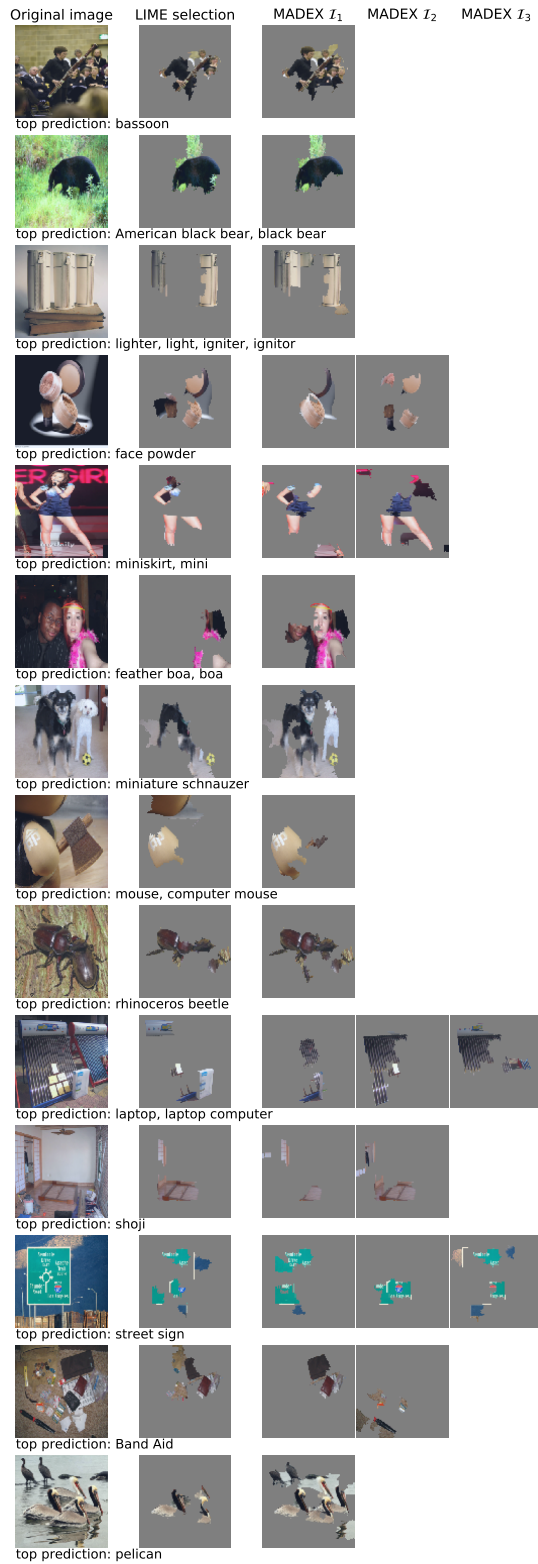 Original image LIME selection MADEX I₁ MADEX I₂ MADEX I₃
top prediction: bassoon
top prediction: American black bear, black bear
top prediction: lighter, light, igniter, ignitor
top prediction: face powder
ER GIRL
top prediction: miniskirt, mini
top prediction: feather boa, boa
top prediction: miniature schnauzer
top prediction: mouse, computer mouse
top prediction: rhinoceros beetle
top prediction: laptop, laptop computer
top prediction: shoji
top prediction: street sign
top prediction: Band Aid
top prediction: pelican